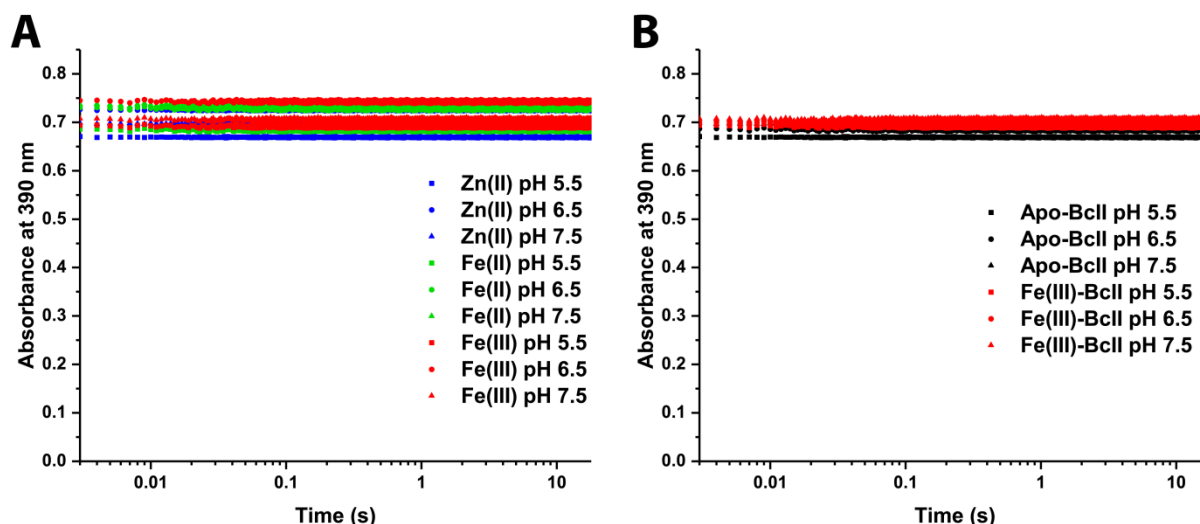 A
Absorbance at 390 nm
0.8
0.7
0.6
0.5
0.4
0.3
0.2
0.1
0.0
Zn(II) pH 5.5
Zn(II) pH 6.5
Zn(II) pH 7.5
Fe(II) pH 5.5
Fe(II) pH 6.5
Fe(II) pH 7.5
Fe(III) pH 5.5
Fe(III) pH 6.5
Fe(III) pH 7.5
0.01 0.1 1 10
Time (s)
B
Absorbance at 390 nm
0.8
0.7
0.6
0.5
0.4
0.3
0.2
0.1
0.0
Apo-BcII pH 5.5
Apo-BcII pH 6.5
Apo-BcII pH 7.5
Fe(III)-BcII pH 5.5
Fe(III)-BcII pH 6.5
Fe(III)-BcII pH 7.5
0.01 0.1 1 10
Time (s)